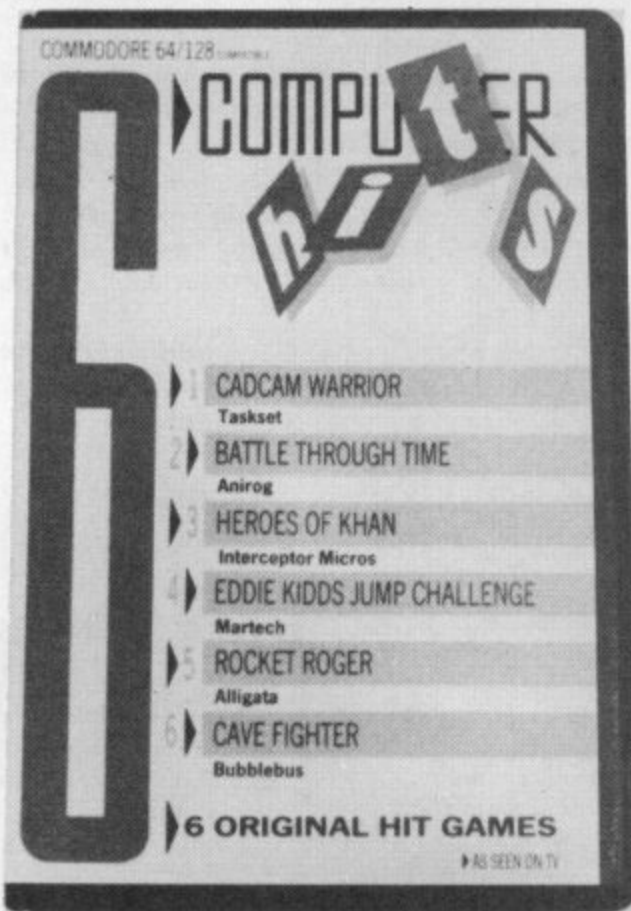 COMMODORE 64/128 COMPATIBLE
6 COMPUTER
hits
1 CADCAM WARRIOR
Taskset
2 BATTLE THROUGH TIME
Anirog
3 HEROES OF KHAN
Interceptor Micros
4 EDDIE KIDDS JUMP CHALLENGE
Martech
5 ROCKET ROGER
Alligata
6 CAVE FIGHTER
Bubblebus
6 ORIGINAL HIT GAMES
AS SEEN ON TV